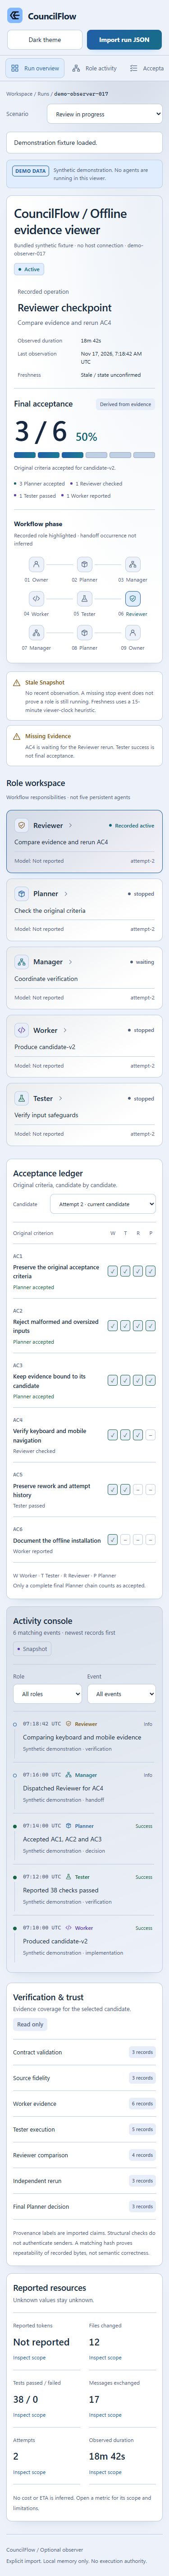 CouncilFlow
Dark theme
Import run JSON
Run overview
Role activity
Accepta
Workspace / Runs / demo-observer-017
Scenario
Review in progress
Demonstration fixture loaded.
DEMO DATA
Synthetic demonstration. No agents are
running in this viewer.
CouncilFlow / Offline
evidence viewer
Bundled synthetic fixture · no host connection · demo-
observer-017
Active
Recorded operation
Reviewer checkpoint
Compare evidence and rerun AC4
Observed duration
18m 42s
Last observation
Nov 17, 2026, 7:18:42 AM
UTC
Freshness
Stale / state unconfirmed
Final acceptance
Derived from evidence
3 / 6 50%
Original criteria accepted for candidate-v2.
3 Planner accepted
1 Reviewer checked
1 Tester passed
1 Worker reported
Workflow phase
Recorded role highlighted · handoff occurrence not
inferred
01 Owner
02 Planner
03 Manager
04 Worker
05 Tester
06 Reviewer
07 Manager
08 Planner
09 Owner
Stale Snapshot
No recent observation. A missing stop event does not
prove a role is still running. Freshness uses a 15-
minute viewer-clock heuristic.
Missing Evidence
AC4 is waiting for the Reviewer rerun. Tester success is
not final acceptance.
Role workspace
Workflow responsibilities · not five persistent agents
Reviewer
Recorded active
Compare evidence and rerun AC4
Model: Not reported
attempt-2
Planner
stopped
Check the original criteria
Model: Not reported
attempt-2
Manager
waiting
Coordinate verification
Model: Not reported
attempt-2
Worker
stopped
Produce candidate-v2
Model: Not reported
attempt-2
Tester
stopped
Verify input safeguards
Model: Not reported
attempt-2
Acceptance ledger
Original criteria, candidate by candidate.
Candidate
Attempt 2 · current candidate
Original criterion
W T R P
AC1
Preserve the original acceptance
criteria
Planner accepted
AC2
Reject malformed and oversized
inputs
Planner accepted
AC3
Keep evidence bound to its
candidate
Planner accepted
AC4
Verify keyboard and mobile
navigation
Reviewer checked
AC5
Preserve rework and attempt
history
Tester passed
AC6
Document the offline installation
Worker reported
W Worker · T Tester · R Reviewer · P Planner
Only a complete final Planner chain counts as accepted.
Activity console
6 matching events · newest records first
Snapshot
Role
Event
All roles
All events
07:18:42 UTC
Reviewer
Info
Comparing keyboard and mobile evidence
Synthetic demonstration · verification
07:16:00 UTC
Manager
Info
Dispatched Reviewer for AC4
Synthetic demonstration · handoff
07:14:00 UTC
Planner
Success
Accepted AC1, AC2 and AC3
Synthetic demonstration · decision
07:12:00 UTC
Tester
Success
Reported 38 checks passed
Synthetic demonstration · verification
07:10:00 UTC
Worker
Success
Produced candidate-v2
Synthetic demonstration · implementation
Verification & trust
Evidence coverage for the selected candidate.
Read only
Contract validation
3 records
Source fidelity
3 records
Worker evidence
6 records
Tester execution
5 records
Reviewer comparison
4 records
Independent rerun
3 records
Final Planner decision
3 records
Provenance labels are imported claims. Structural checks do
not authenticate senders. A matching hash proves
repeatability of recorded bytes, not semantic correctness.
Reported resources
Unknown values stay unknown.
Reported tokens
Not reported
Inspect scope
Files changed
12
Inspect scope
Tests passed / failed
38 / 0
Inspect scope
Messages exchanged
17
Inspect scope
Attempts
2
Inspect scope
Observed duration
18m 42s
Inspect scope
No cost or ETA is inferred. Open a metric for its scope and
limitations.
CouncilFlow / Optional observer
Explicit import. Local memory only. No execution authority.